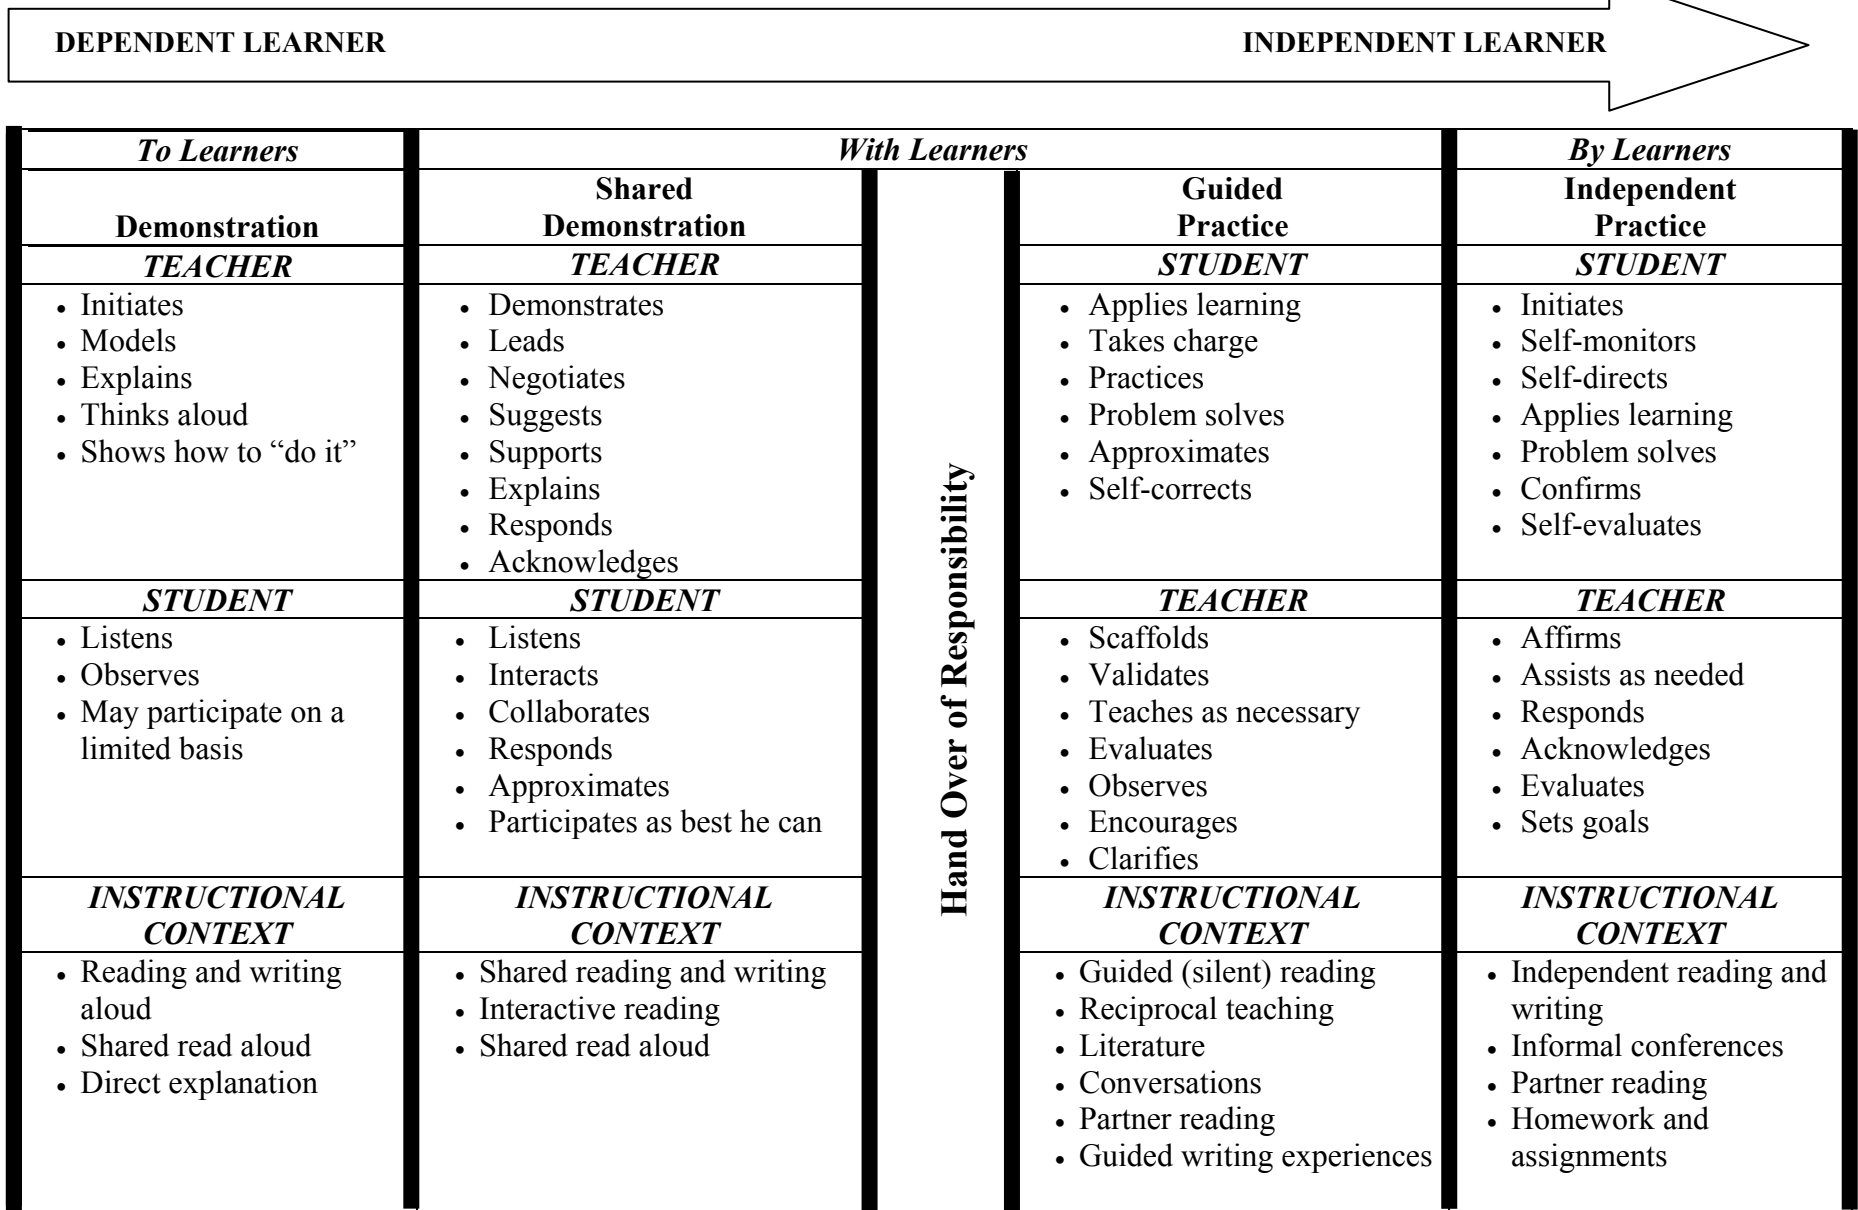 DEPENDENT LEARNER
INDEPENDENT LEARNER
To Learners
With Learners
By Learners
Demonstration
Shared
Demonstration
Guided
Practice
Independent
Practice
TEACHER
• Initiates
• Models
• Explains
• Thinks aloud
• Shows how to “do it”
STUDENT
• Listens
• Observes
• May participate on a
limited basis
INSTRUCTIONAL
CONTEXT
• Reading and writing
aloud
• Shared read aloud
• Direct explanation
TEACHER
• Demonstrates
• Leads
• Negotiates
• Suggests
• Supports
• Explains
• Responds
• Acknowledges
STUDENT
• Listens
• Interacts
• Collaborates
• Responds
• Approximates
• Participates as best he can
INSTRUCTIONAL
CONTEXT
• Shared reading and writing
• Interactive reading
• Shared read aloud
Hand Over of Responsibility
STUDENT
• Applies learning
• Takes charge
• Practices
• Problem solves
• Approximates
• Self-corrects
TEACHER
• Scaffolds
• Validates
• Teaches as necessary
• Evaluates
• Observes
• Encourages
• Clarifies
INSTRUCTIONAL
CONTEXT
• Guided (silent) reading
• Reciprocal teaching
• Literature
• Conversations
• Partner reading
• Guided writing experiences
STUDENT
• Initiates
• Self-monitors
• Self-directs
• Applies learning
• Problem solves
• Confirms
• Self-evaluates
TEACHER
• Affirms
• Assists as needed
• Responds
• Acknowledges
• Evaluates
• Sets goals
INSTRUCTIONAL
CONTEXT
• Independent reading and
writing
• Informal conferences
• Partner reading
• Homework and
assignments